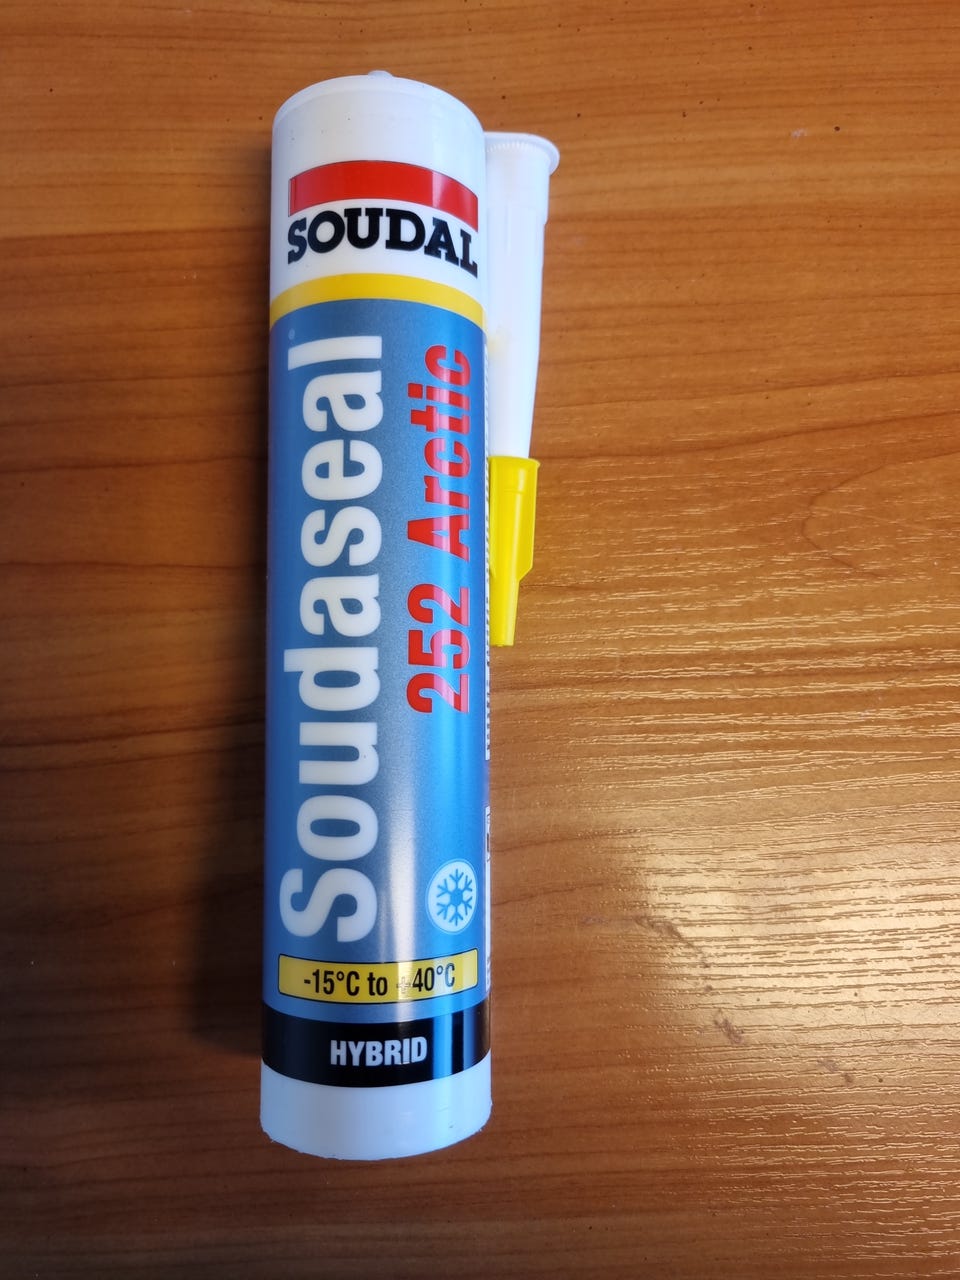 SOUDAL
Soudaseal
252 Arctic
-15°C to +40°C
HYBRID